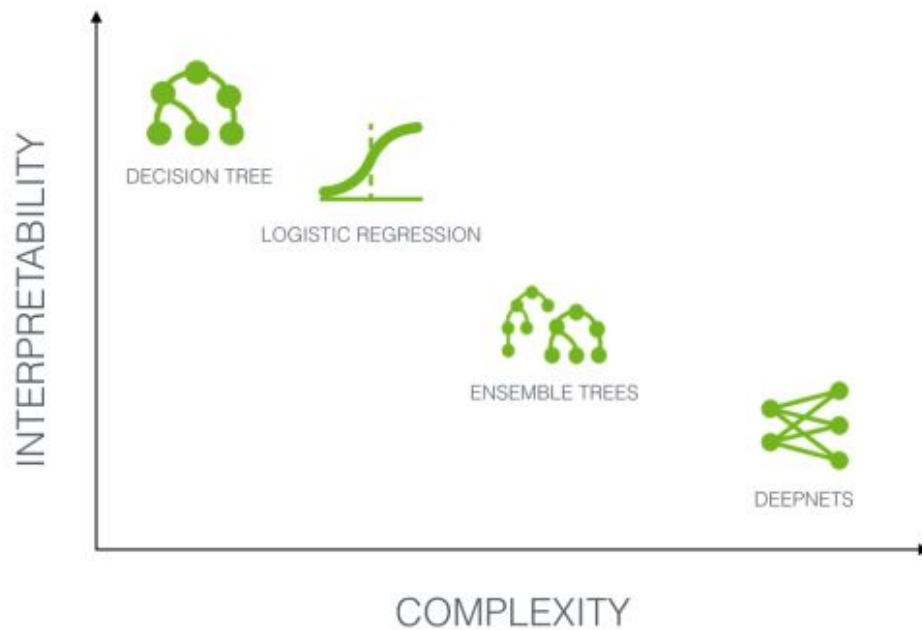 INTERPRETABILITY
DECISION TREE
LOGISTIC REGRESSION
ENSEMBLE TREES
DEEPNETS
COMPLEXITY